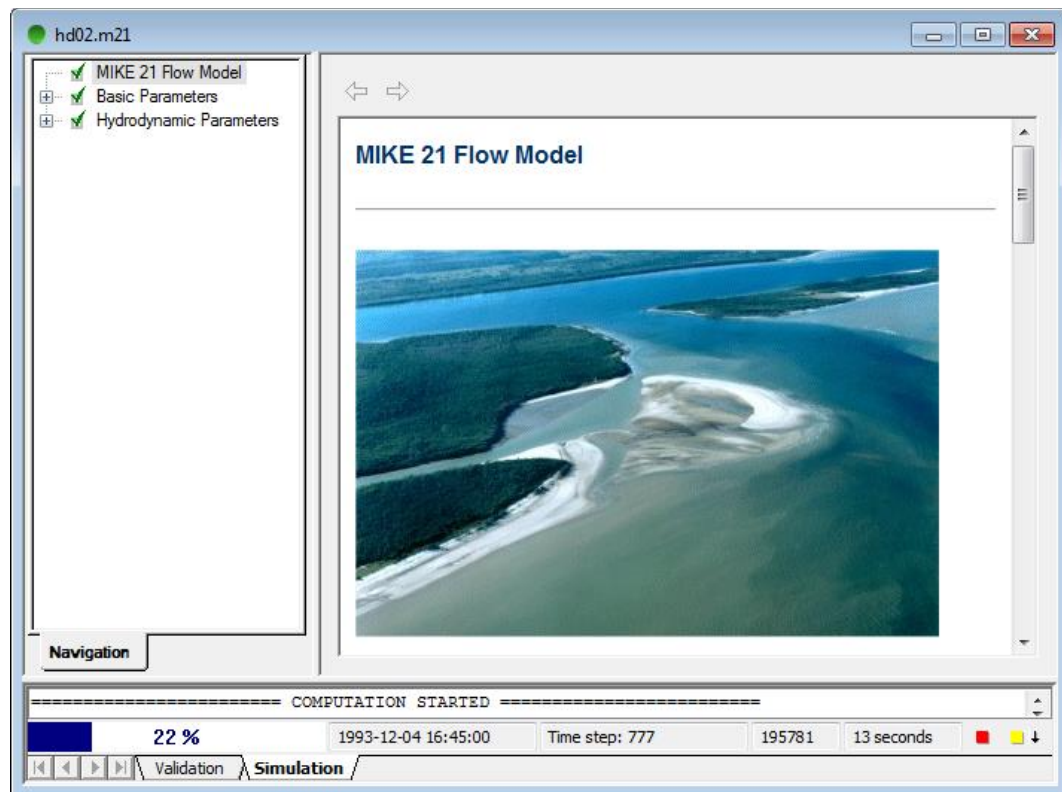 hd02.m21
MIKE 21 Flow Model
Basic Parameters
Hydrodynamic Parameters
Navigation
MIKE 21 Flow Model
======================== COMPUTATION STARTED =========================
22 %
1993-12-04 16:45:00
Time step: 777
195781
13 seconds
Validation
Simulation